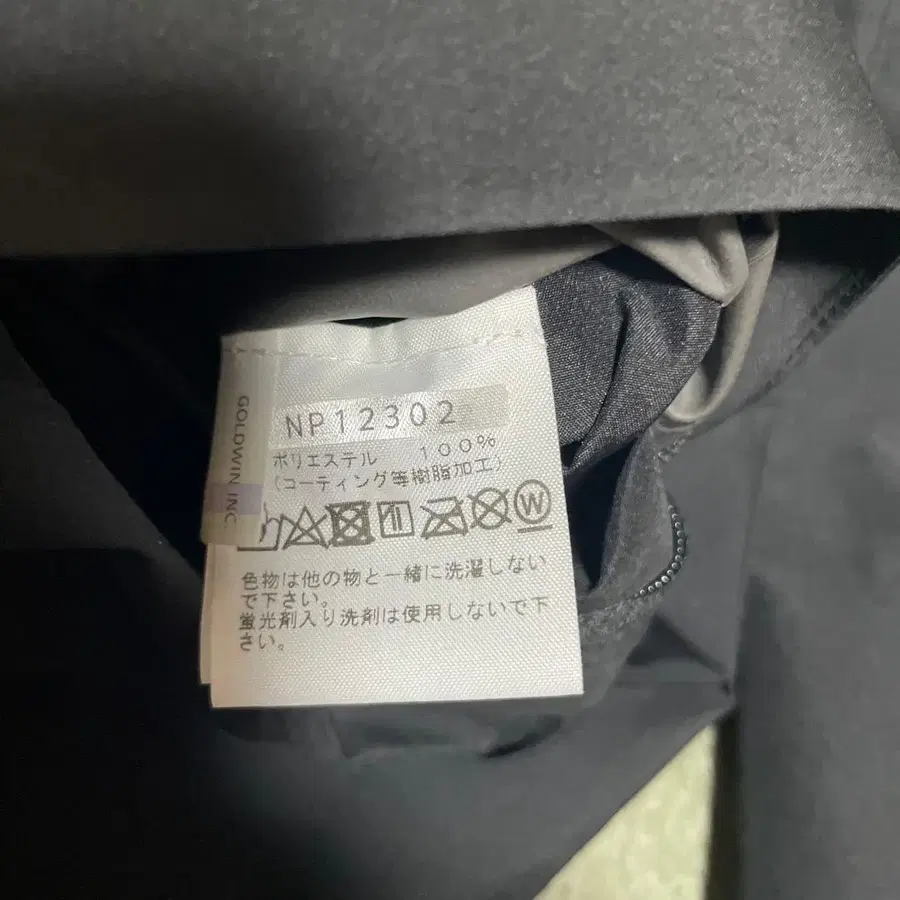 GOLDWIN INC
NP12302
ポリエステル 100%
(コーティング等樹脂加工)
W
色物は他の物と一緒に洗濯しない
で下さい。
蛍光剤入り洗剤は使用しないで下
さい。